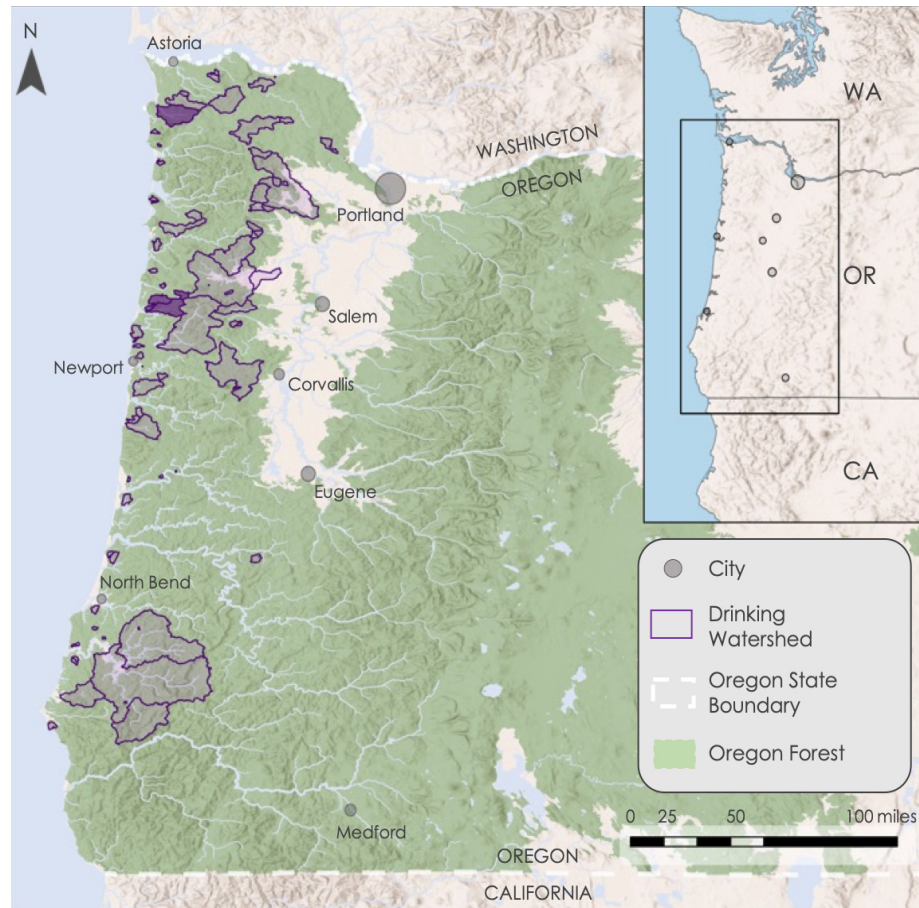 N
Astoria
WASHINGTON
OREGON
Portland
Salem
Newport
Corvallis
Eugene
North Bend
Medford
OREGON
CALIFORNIA
WA
OR
CA
City
Drinking
Watershed
Oregon State
Boundary
Oregon Forest
0 25 50 100 miles